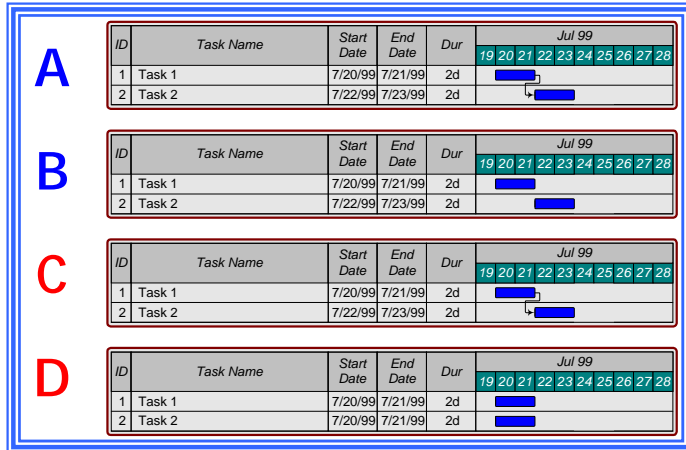 A
ID Task Name Start Date End Date Dur Jul 99
19 20 21 22 23 24 25 26 27 28
1 Task 1 7/20/99 7/21/99 2d
2 Task 2 7/22/99 7/23/99 2d
B
ID Task Name Start Date End Date Dur Jul 99
19 20 21 22 23 24 25 26 27 28
1 Task 1 7/20/99 7/21/99 2d
2 Task 2 7/22/99 7/23/99 2d
C
ID Task Name Start Date End Date Dur Jul 99
19 20 21 22 23 24 25 26 27 28
1 Task 1 7/20/99 7/21/99 2d
2 Task 2 7/22/99 7/23/99 2d
D
ID Task Name Start Date End Date Dur Jul 99
19 20 21 22 23 24 25 26 27 28
1 Task 1 7/20/99 7/21/99 2d
2 Task 2 7/20/99 7/21/99 2d